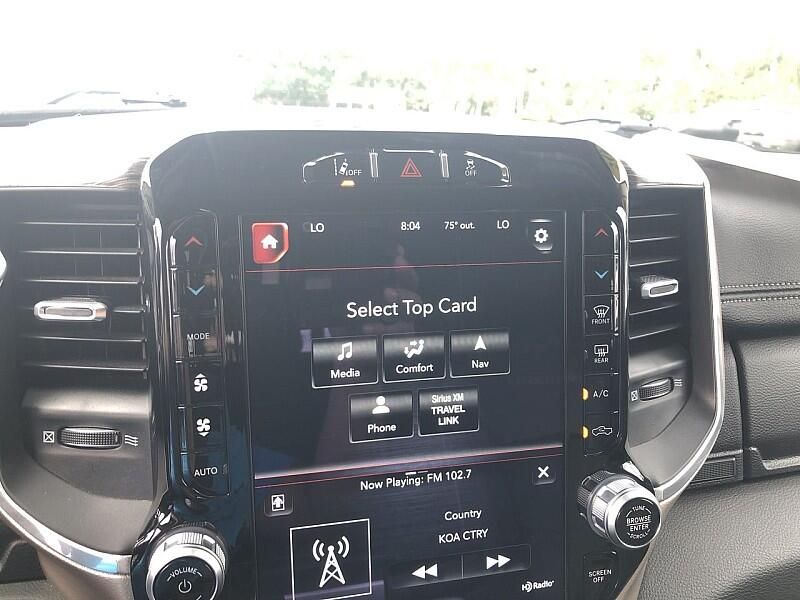 OFF
OFF
LO 8:04 75° out. LO
Select Top Card
Media Comfort Nav
Phone
Sirius XM
TRAVEL
LINK
Now Playing: FM 102.7
Country
KOA CTRY
HD Radio
MODE
AUTO
FRONT
REAR
A/C
VOLUME
TUNE
BROWSE
ENTER
SCROLL
SCREEN
OFF